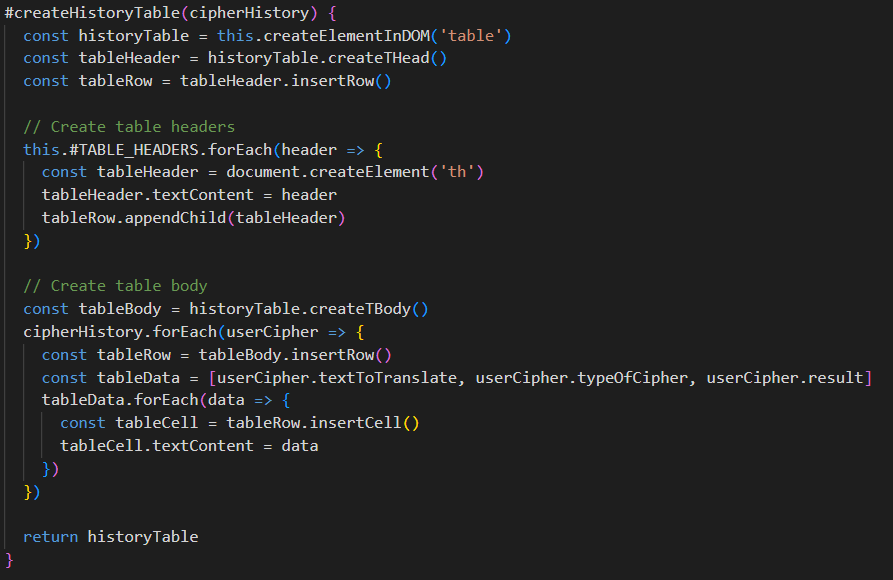 #createHistoryTable(cipherHistory) {
  const historyTable = this.createElementInDOM('table')
  const tableHeader = historyTable.createTHead()
  const tableRow = tableHeader.insertRow()

  // Create table headers
  this.#TABLE_HEADERS.forEach(header => {
    const tableHeader = document.createElement('th')
    tableHeader.textContent = header
    tableRow.appendChild(tableHeader)
  })

  // Create table body
  const tableBody = historyTable.createTBody()
  cipherHistory.forEach(userCipher => {
    const tableRow = tableBody.insertRow()
    const tableData = [userCipher.textToTranslate, userCipher.typeOfCipher, userCipher.result]
    tableData.forEach(data => {
      const tableCell = tableRow.insertCell()
      tableCell.textContent = data
    })
  })

  return historyTable
}